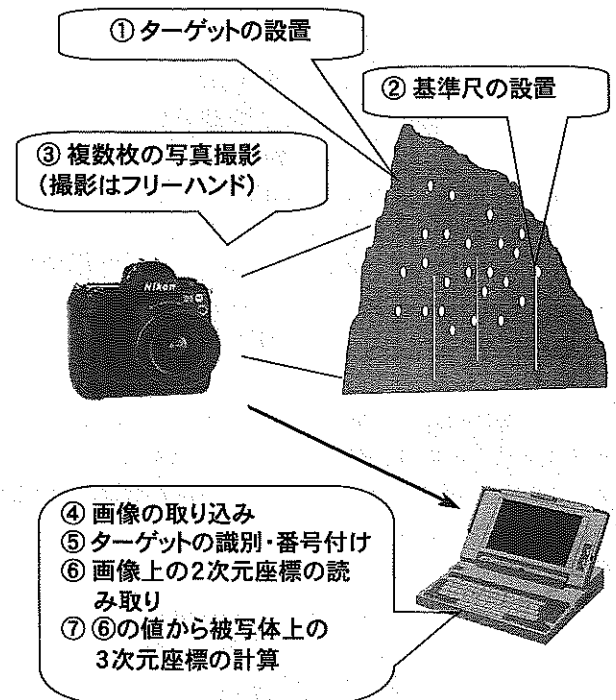 ① ターゲットの設置
② 基準尺の設置
③ 複数枚の写真撮影
(撮影はフリーハンド)
Nikon
④ 画像の取り込み
⑤ ターゲットの識別・番号付け
⑥ 画像上の2次元座標の読
み取り
⑦ ⑥の値から被写体上の
3次元座標の計算